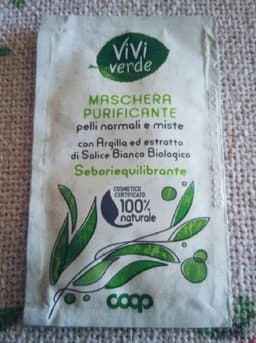 ViVi
verde
MASCHERA
PURIFICANTE
pelli normali e miste
con Argilla ed estratto
di Salice Bianco Biologico
Seboriequilibrante
COSMETICO
CERTIFICATO
100%
naturale
coop